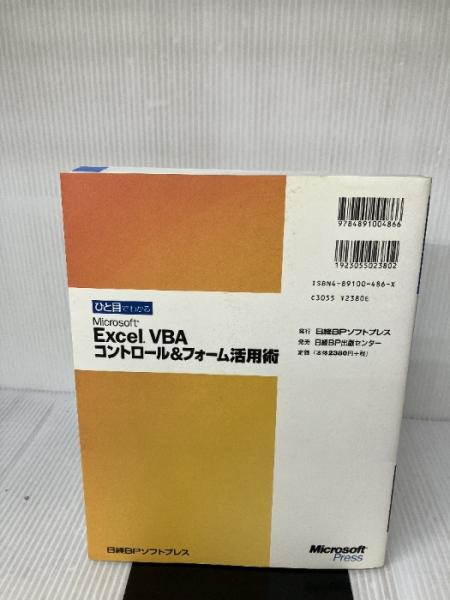 9784891004866
1923055023802
ISBN4-89100-486-X
C3055 ¥2380E
ひと目でわかる
Microsoft®
Excel VBA
コントロール&フォーム活用術
発行 日経BPソフトプレス
発売 日経BP出版センター
定価（本体2380円+税）
日経BPソフトプレス
Microsoft
Press